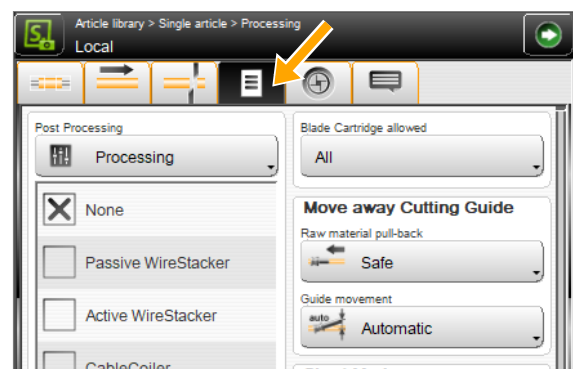 Article library > Single article > Processing
Local
Post Processing
Processing
None
Passive WireStacker
Active WireStacker
CableCoiler
Blade Cartridge allowed
All
Move away Cutting Guide
Raw material pull-back
Safe
Guide movement
auto
Automatic